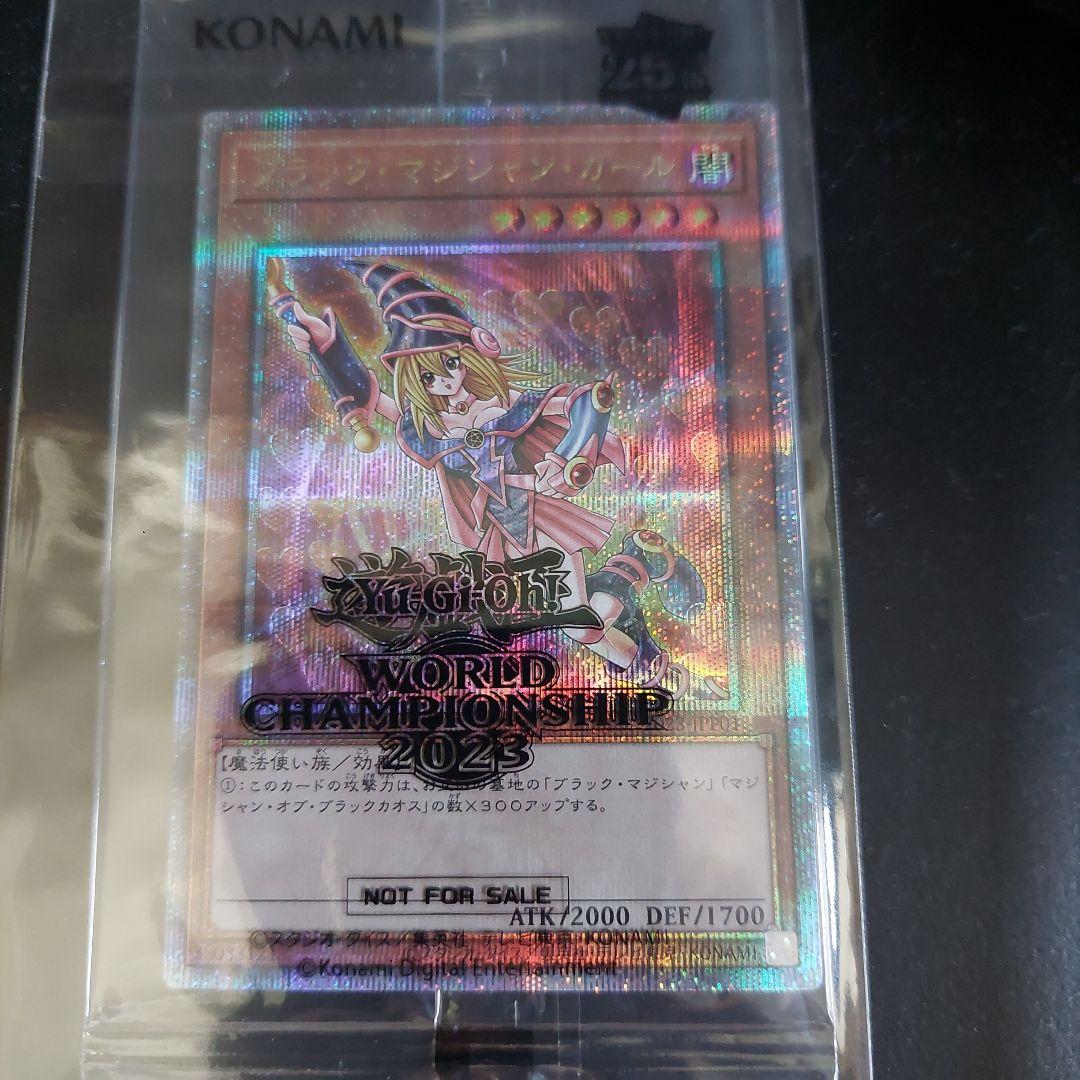 KONAMI
25th
ブラック・マジシャン・ガール 闇
遊戯王
Yu-Gi-Oh!
WORLD
CHAMPIONSHIP
2023
【魔法使い族／効果
①：このカードの攻撃力は、お互いの墓地の「ブラック・マジシャン」「マジ
シャン・オブ・ブラックカオス」の数×300アップする。
NOT FOR SALE
ATK/2000 DEF/1700
©スタジオ・ダイス／集英社・テレビ東京・KONAMI
©Konami Digital Entertainment